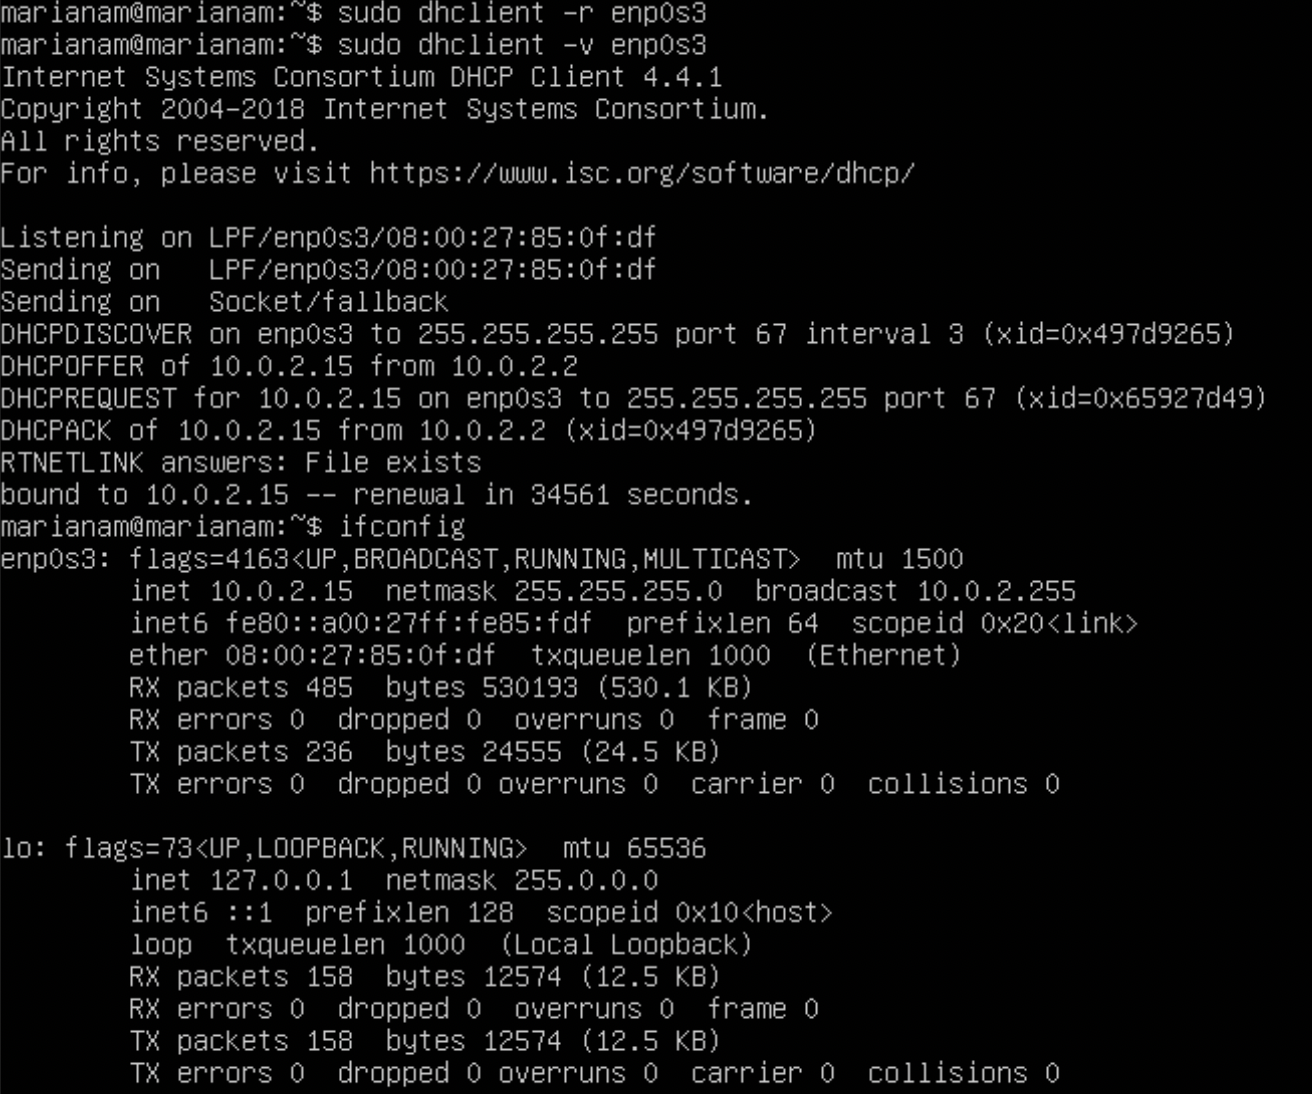 marianam@marianam:~$ sudo dhclient -r enp0s3
marianam@marianam:~$ sudo dhclient -v enp0s3
Internet Systems Consortium DHCP Client 4.4.1
Copyright 2004-2018 Internet Systems Consortium.
All rights reserved.
For info, please visit https://www.isc.org/software/dhcp/

Listening on LPF/enp0s3/08:00:27:85:0f:df
Sending on   LPF/enp0s3/08:00:27:85:0f:df
Sending on   Socket/fallback
DHCPDISCOVER on enp0s3 to 255.255.255.255 port 67 interval 3 (xid=0x497d9265)
DHCPOFFER of 10.0.2.15 from 10.0.2.2
DHCPREQUEST for 10.0.2.15 on enp0s3 to 255.255.255.255 port 67 (xid=0x65927d49)
DHCPACK of 10.0.2.15 from 10.0.2.2 (xid=0x497d9265)
RTNETLINK answers: File exists
bound to 10.0.2.15 -- renewal in 34561 seconds.
marianam@marianam:~$ ifconfig
enp0s3: flags=4163<UP,BROADCAST,RUNNING,MULTICAST>  mtu 1500
        inet 10.0.2.15  netmask 255.255.255.0  broadcast 10.0.2.255
        inet6 fe80::a00:27ff:fe85:fdf  prefixlen 64  scopeid 0x20<link>
        ether 08:00:27:85:0f:df  txqueuelen 1000  (Ethernet)
        RX packets 485  bytes 530193 (530.1 KB)
        RX errors 0  dropped 0  overruns 0  frame 0
        TX packets 236  bytes 24555 (24.5 KB)
        TX errors 0  dropped 0 overruns 0  carrier 0  collisions 0

lo: flags=73<UP,LOOPBACK,RUNNING>  mtu 65536
        inet 127.0.0.1  netmask 255.0.0.0
        inet6 ::1  prefixlen 128  scopeid 0x10<host>
        loop  txqueuelen 1000  (Local Loopback)
        RX packets 158  bytes 12574 (12.5 KB)
        RX errors 0  dropped 0  overruns 0  frame 0
        TX packets 158  bytes 12574 (12.5 KB)
        TX errors 0  dropped 0 overruns 0  carrier 0  collisions 0